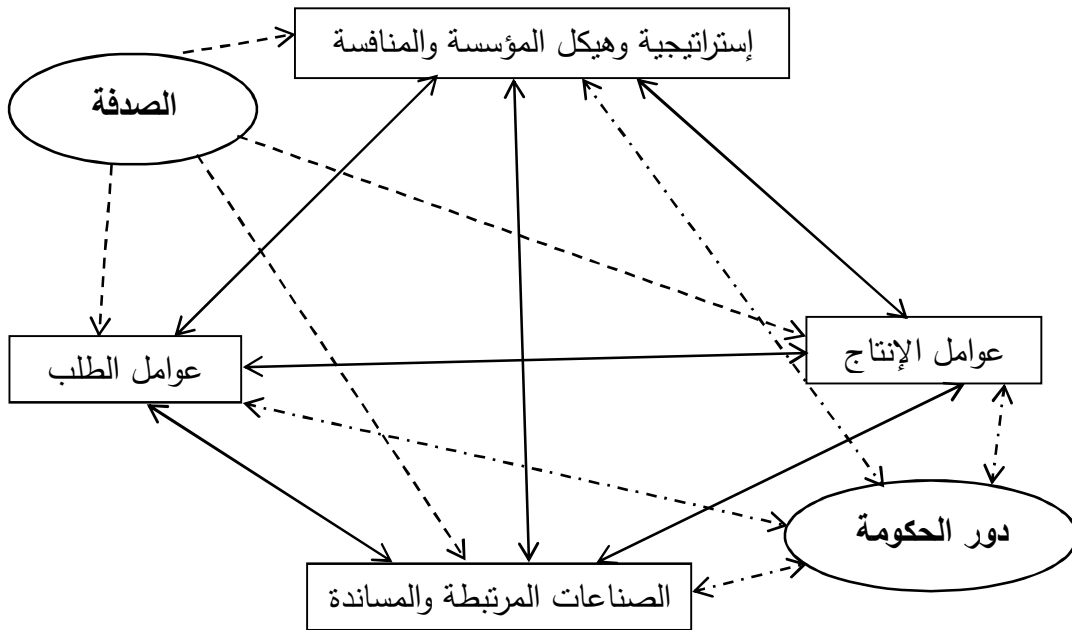 إستراتيجية وهيكل المؤسسة والمنافسة
الصدفة
عوامل الإنتاج
عوامل الطلب
دور الحكومة
الصناعات المرتبطة والمساندة